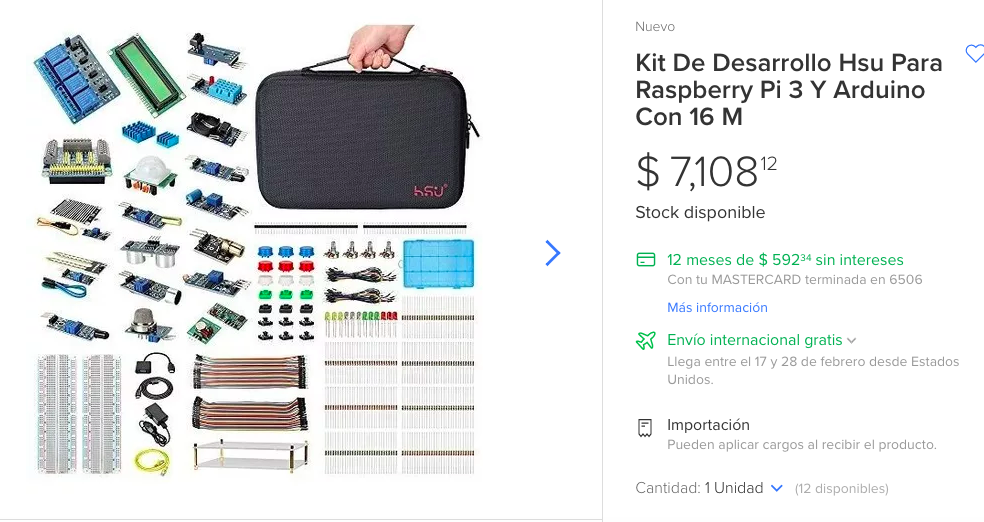 hsu
Nuevo
Kit De Desarrollo Hsu Para
Raspberry Pi 3 Y Arduino
Con 16 M
$ 7,108 12
Stock disponible
12 meses de $ 592 34 sin intereses
Con tu MASTERCARD terminada en 6506
Más información
Envío internacional gratis
Llega entre el 17 y 28 de febrero desde Estados
Unidos.
Importación
Pueden aplicar cargos al recibir el producto.
Cantidad: 1 Unidad (12 disponibles)